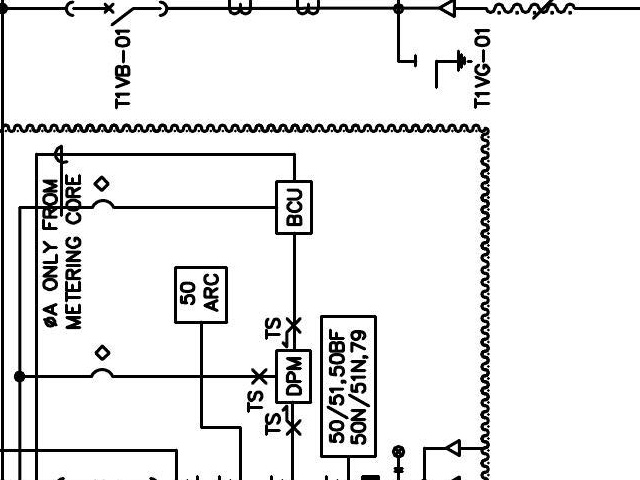 T1VB-01
T1VG-01
ØA ONLY FROM
METERING CORE
BCU
50
ARC
TS
DPM
TS
TS
50/51,50BF
50N/51N,79